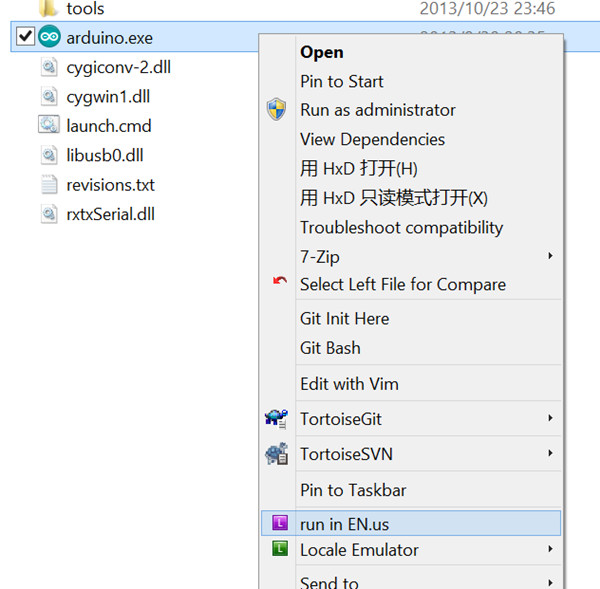 tools 2013/10/23 23:46
arduino.exe
cygiconv-2.dll
cygwin1.dll
launch.cmd
libusb0.dll
revisions.txt
rxtxSerial.dll
Open
Pin to Start
Run as administrator
View Dependencies
用 HxD 打开(H)
用 HxD 只读模式打开(X)
Troubleshoot compatibility
7-Zip
Select Left File for Compare
Git Init Here
Git Bash
Edit with Vim
TortoiseGit
TortoiseSVN
Pin to Taskbar
L run in EN.us
L Locale Emulator
Send to